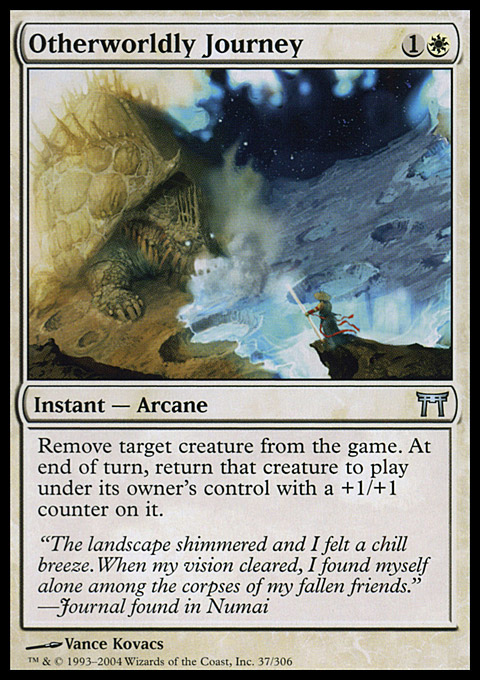 Otherworldly Journey 1
Instant — Arcane
Remove target creature from the game. At
end of turn, return that creature to play
under its owner's control with a +1/+1
counter on it.
“The landscape shimmered and I felt a chill
breeze. When my vision cleared, I found myself
alone among the corpses of my fallen friends.”
—Journal found in Numai
Vance Kovacs
™ & © 1993–2004 Wizards of the Coast, Inc. 37/306